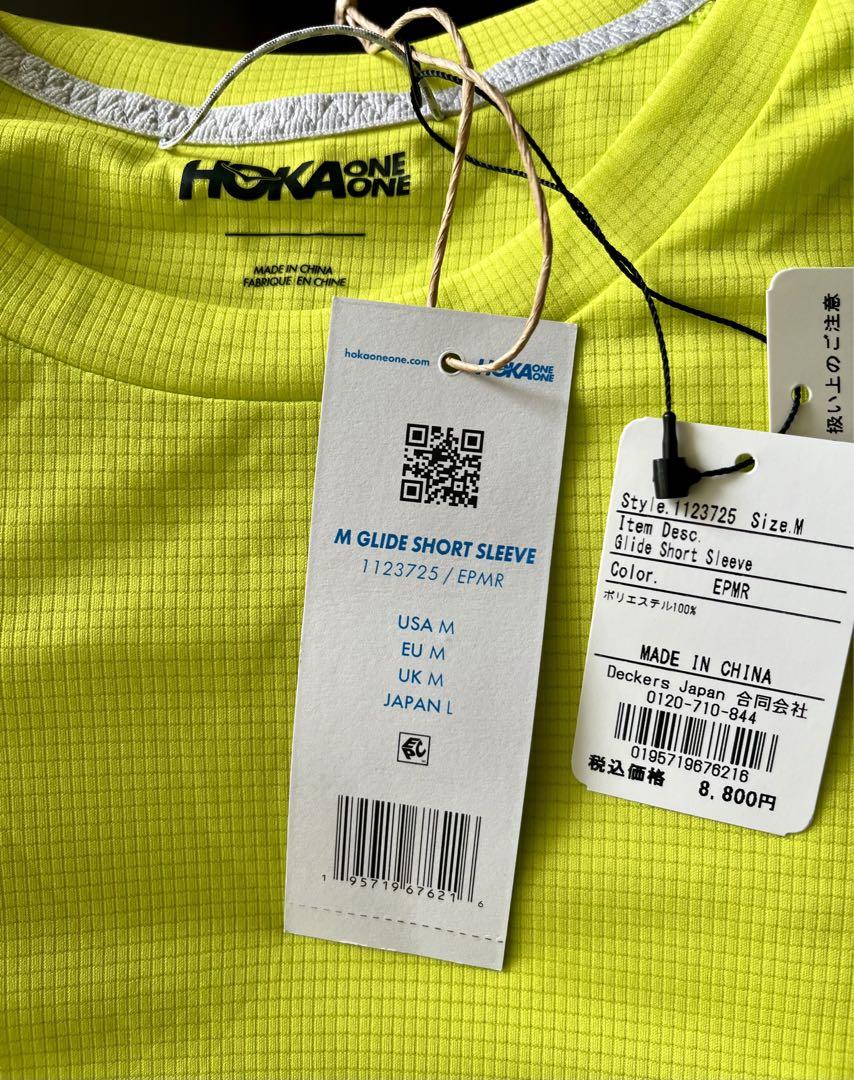 HOKA ONE ONE
MADE IN CHINA
FABRIQUE EN CHINE
hokaoneone.com
HOKA ONE ONE
M GLIDE SHORT SLEEVE
1123725 / EPMR
USA M
EU M
UK M
JAPAN L
EPC
1 95719 67621 6
扱い上のご注意
Style.1123725 Size.M
Item Desc.
Glide Short Sleeve
Color. EPMR
ポリエステル100%
MADE IN CHINA
Deckers Japan 合同会社
0120-710-844
0195719676216
税込価格 8,800円